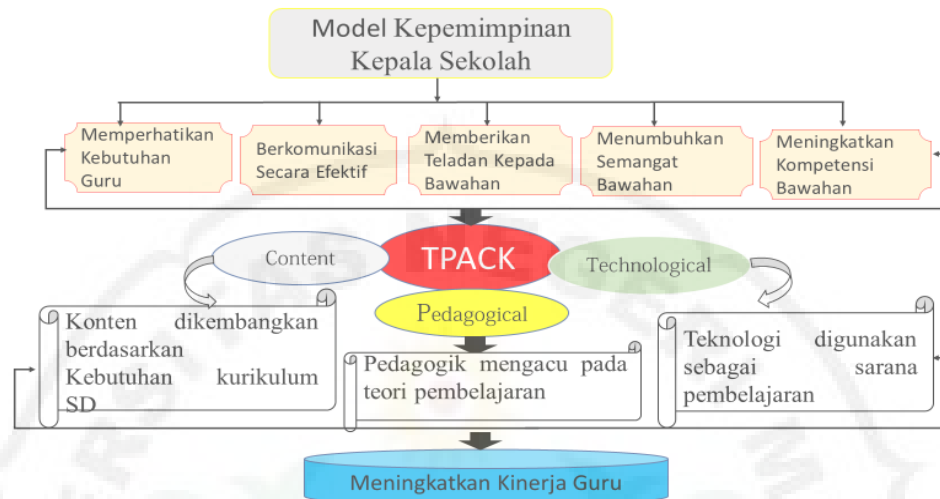 Model Kepemimpinan
Kepala Sekolah
Memperhatikan
Kebutuhan
Guru
Berkomunikasi
Secara Efektif
Memberikan
Teladan Kepada
Bawahan
Menumbuhkan
Semangat
Bawahan
Meningkatkan
Kompetensi
Bawahan
Content
TPACK
Technological
Pedagogical
Konten dikembangkan
berdasarkan
Kebutuhan kurikulum
SD
Pedagogik mengacu pada
teori pembelajaran
Teknologi digunakan
sebagai sarana
pembelajaran
Meningkatkan Kinerja Guru